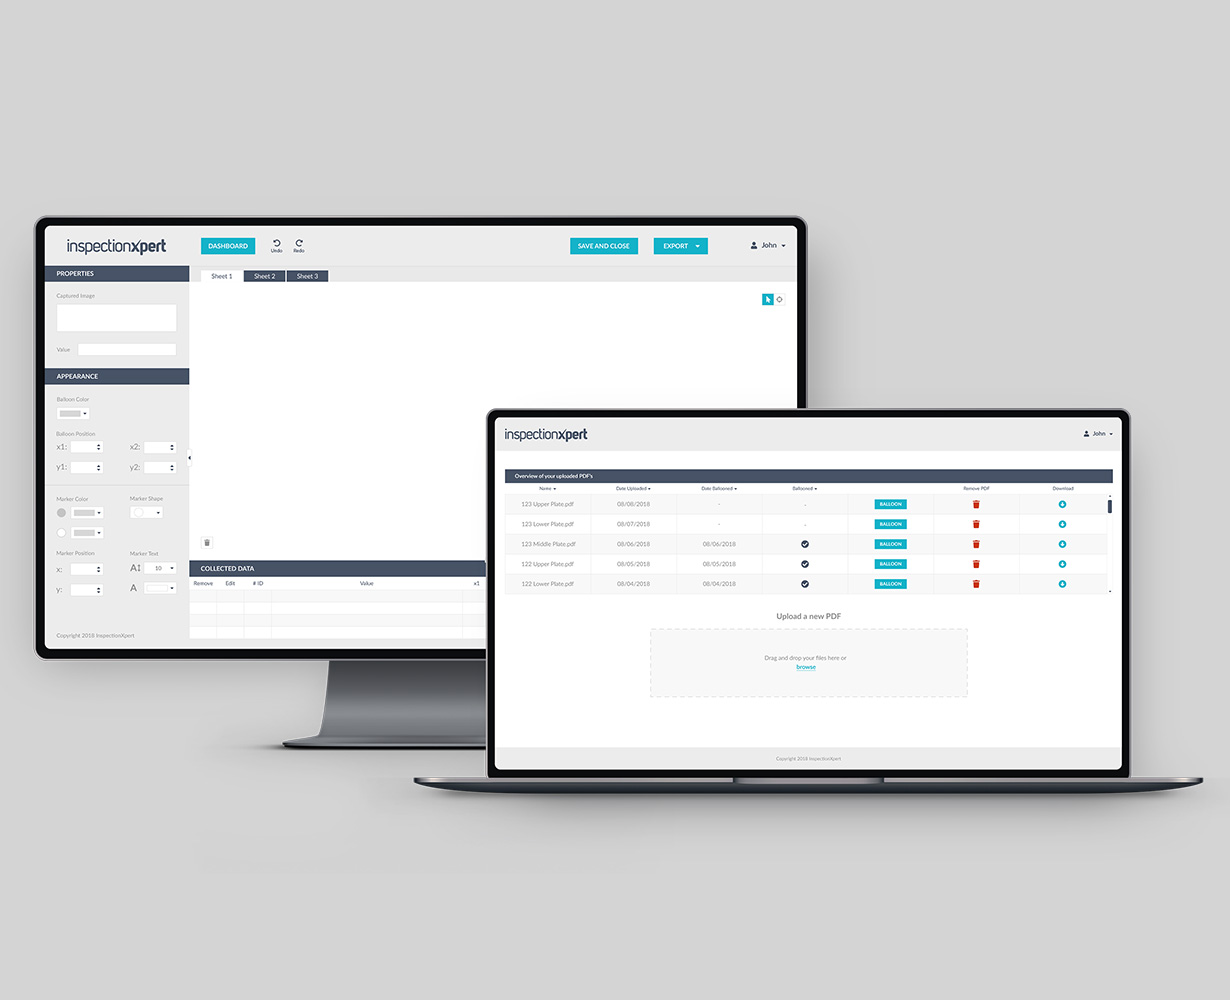 inspectionxpert
DASHBOARD
Undo
Redo
SAVE AND CLOSE
EXPORT
John
PROPERTIES
Sheet 1
Sheet 2
Sheet 3
Captured Image
Value
APPEARANCE
Balloon Color
Balloon Position
x1:
x2:
y1:
y2:
Marker Color
Marker Shape
Marker Position
Marker Text
x:
A
10
y:
A
Copyright 2018 InspectionXpert
COLLECTED DATA
Remove
Edit
# ID
Value
x1
inspectionxpert
John
Overview of your uploaded PDF's
Name
Date Uploaded
Date Ballooned
Ballooned
Remove PDF
Download
123 Upper Plate.pdf
08/08/2018
-
-
BALLOON
123 Lower Plate.pdf
08/07/2018
-
-
BALLOON
123 Middle Plate.pdf
08/06/2018
08/06/2018
BALLOON
122 Upper Plate.pdf
08/05/2018
08/05/2018
BALLOON
122 Lower Plate.pdf
08/04/2018
08/04/2018
BALLOON
Upload a new PDF
Drag and drop your files here or
browse
Copyright 2018 InspectionXpert